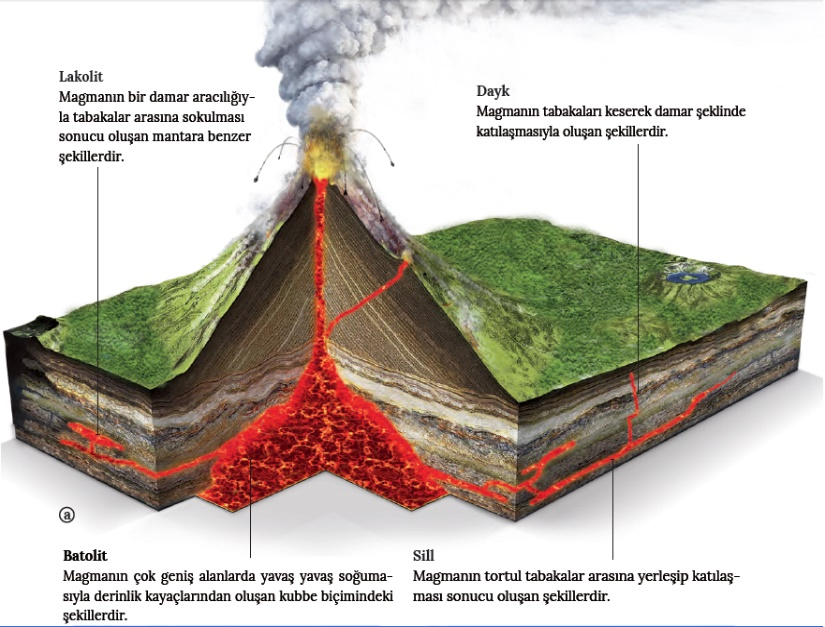 Lakolit
Magmanın bir damar aracılığıy-
la tabakalar arasına sokulması
sonucu oluşan mantara benzer
şekillerdir.
Dayk
Magmanın tabakaları keserek damar şeklinde
katılaşmasıyla oluşan şekillerdir.
a
Batolit
Magmanın çok geniş alanlarda yavaş yavaş soğuma-
sıyla derinlik kayaçlarından oluşan kubbe biçimindeki
şekillerdir.
Sill
Magmanın tortul tabakalar arasına yerleşip katılaş-
ması sonucu oluşan şekillerdir.